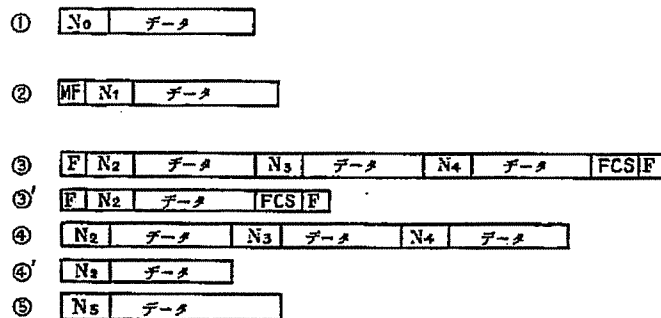 ① N₀ データ
② MF N₁ データ
③ F N₂ データ N₃ データ N₄ データ FCS F
③' F N₂ データ FCS F
④ N₂ データ N₃ データ N₄ データ
④' N₂ データ
⑤ N₅ データ